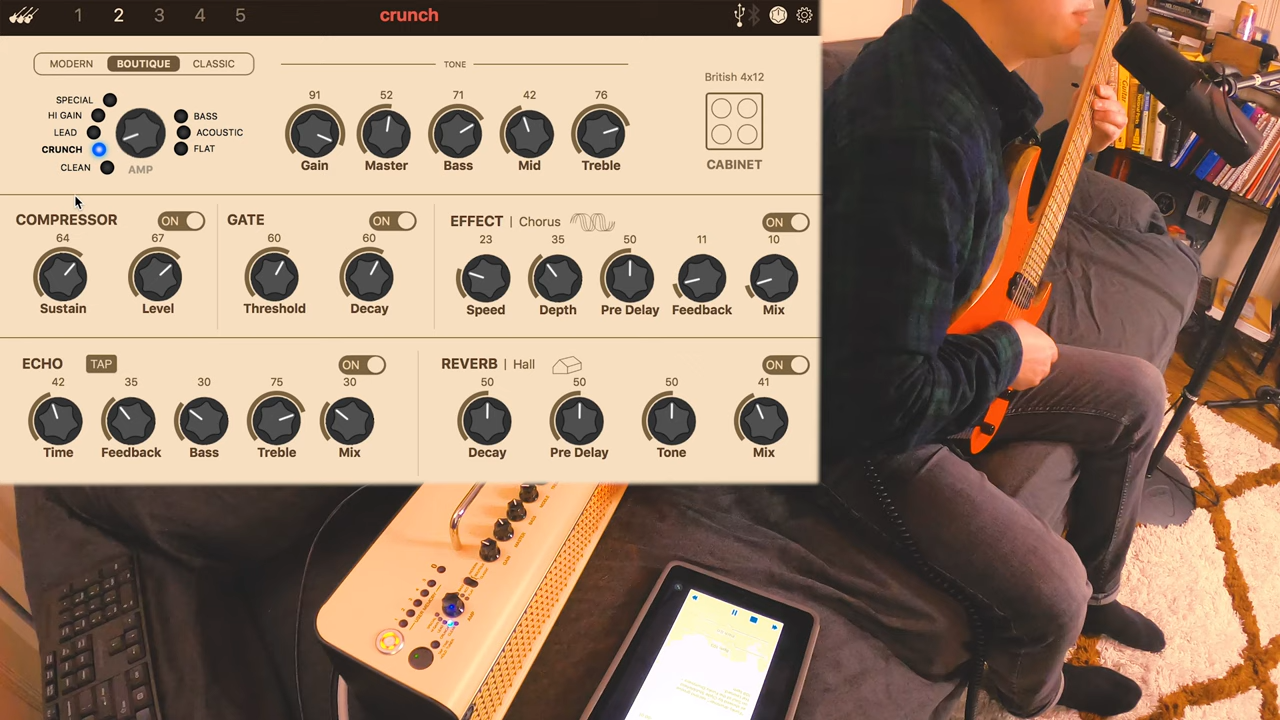 1 2 3 4 5 crunch
MODERN BOUTIQUE CLASSIC
TONE
British 4x12
SPECIAL
HI GAIN
LEAD
CRUNCH
CLEAN
AMP
BASS
ACOUSTIC
FLAT
91 52 71 42 76
Gain Master Bass Mid Treble
CABINET
COMPRESSOR ON
64 67
Sustain Level
GATE ON
60 60
Threshold Decay
EFFECT | Chorus ON
23 35 50 11 10
Speed Depth Pre Delay Feedback Mix
ECHO TAP ON
42 35 30 75 30
Time Feedback Bass Treble Mix
REVERB | Hall ON
50 50 50 41
Decay Pre Delay Tone Mix